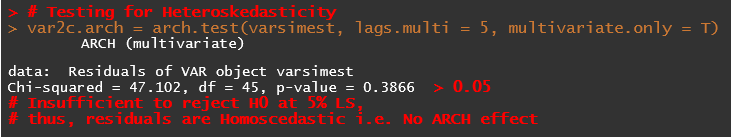 > # Testing for Heteroskedasticity
> var2c.arch = arch.test(varsimest, lags.multi = 5, multivariate.only = T)
ARCH (multivariate)
data:  Residuals of VAR object varsimest
Chi-squared = 47.102, df = 45, p-value = 0.3866 > 0.05
# Insufficient to reject H0 at 5% LS,
# thus, residuals are Homoscedastic i.e. No ARCH effect